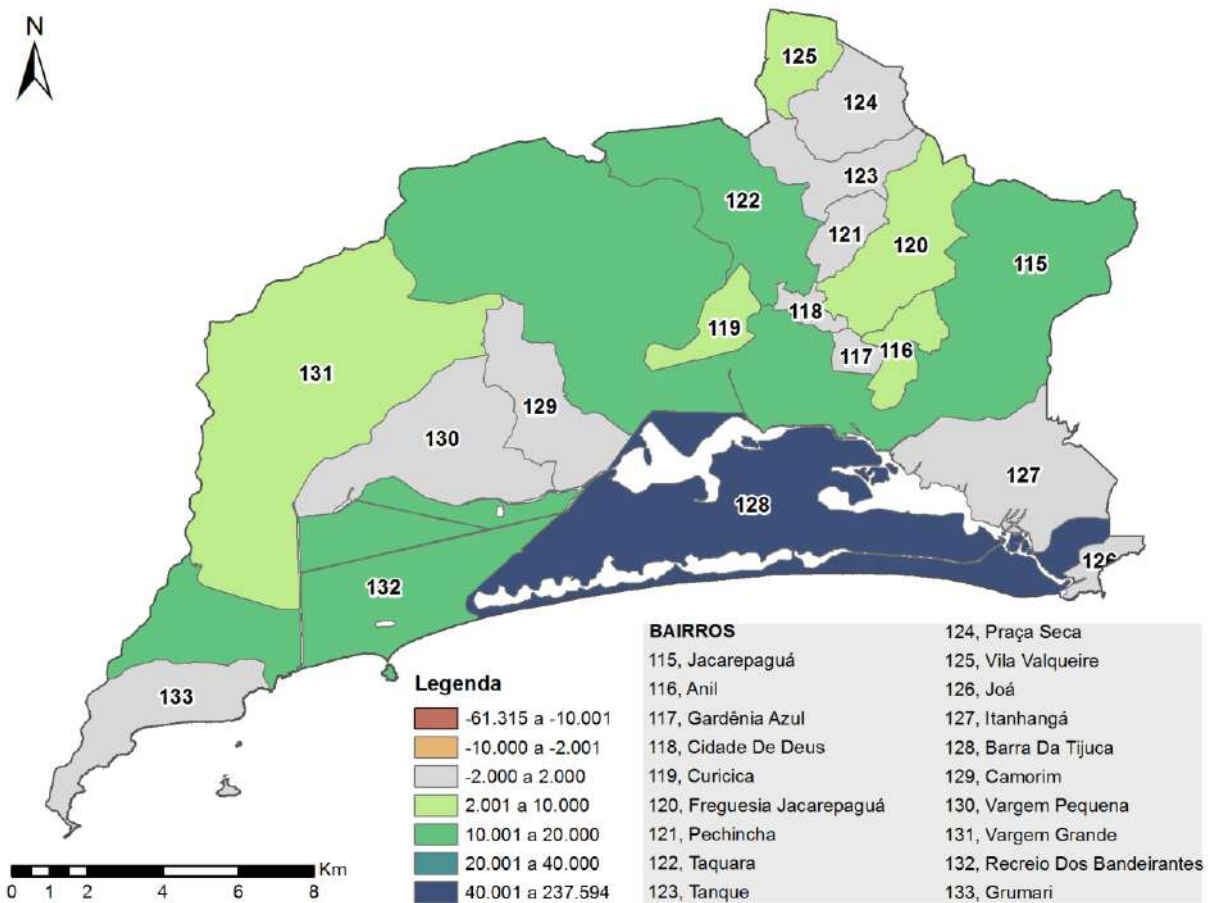 N
125
124
123
122
121
120
115
118
119
117
116
131
129
130
127
128
126
132
133
Legenda
-61.315 a -10.001
-10.000 a -2.001
-2.000 a 2.000
2.001 a 10.000
10.001 a 20.000
20.001 a 40.000
40.001 a 237.594
BAIRROS
115, Jacarepaguá
116, Anil
117, Gardênia Azul
118, Cidade De Deus
119, Curicica
120, Freguesia Jacarepaguá
121, Pechincha
122, Taquara
123, Tanque
124, Praça Seca
125, Vila Valqueire
126, Joá
127, Itanhangá
128, Barra Da Tijuca
129, Camorim
130, Vargem Pequena
131, Vargem Grande
132, Recreio Dos Bandeirantes
133, Grumari
Km
0 1 2 4 6 8